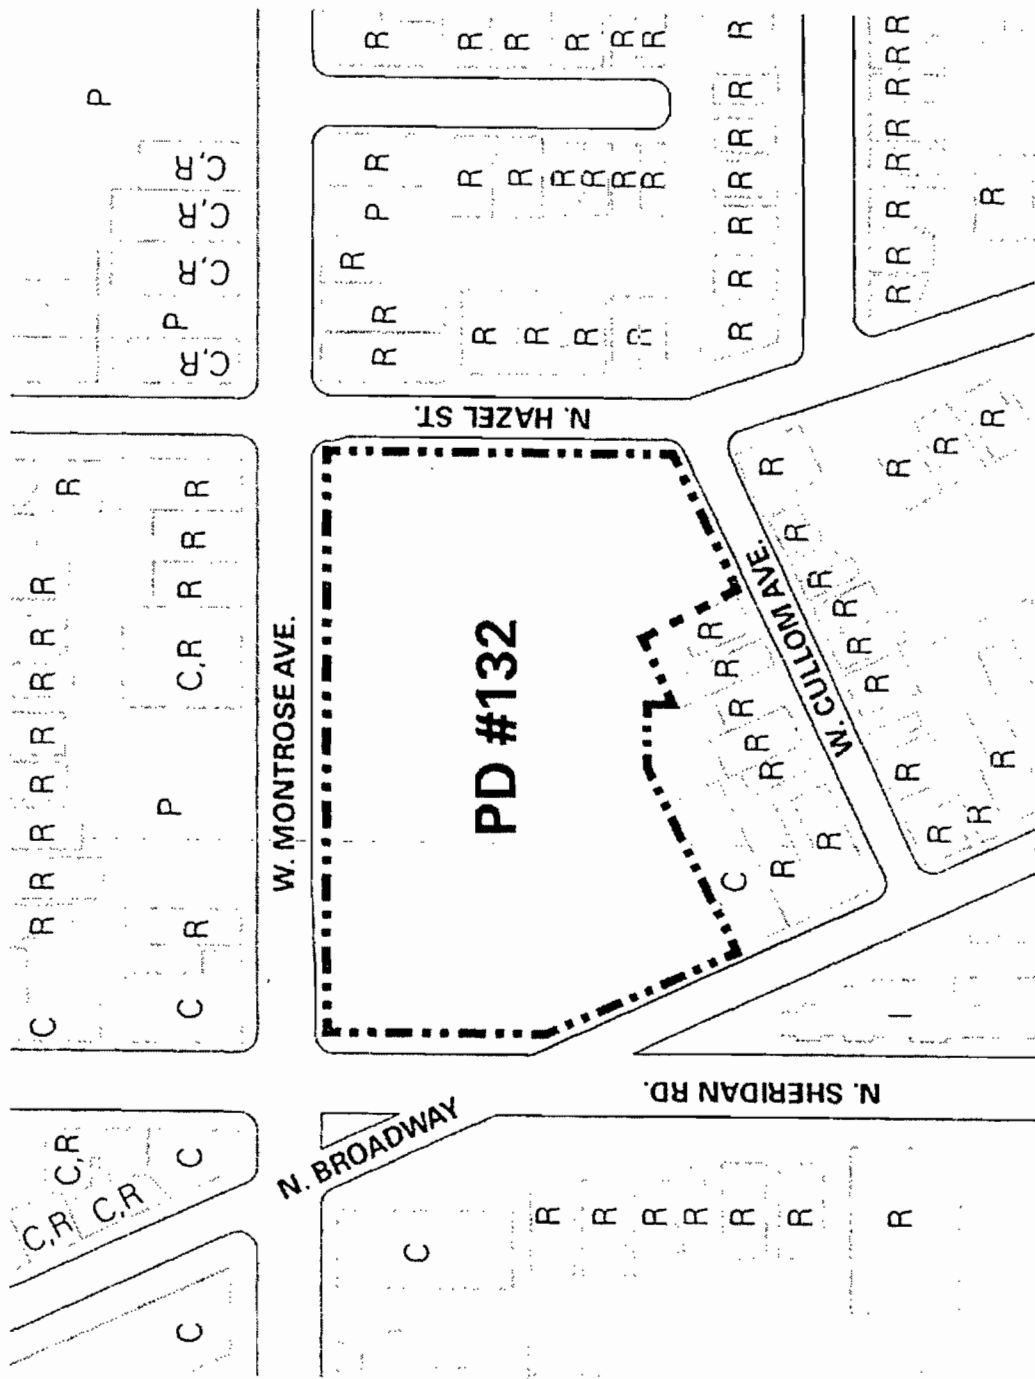 C R R R R R R R R R P
C,R C,R C,R
C C C R P C,R R R R C,R P C,R C,R C,R
W. MONTROSE AVE.
N. BROADWAY
R R R P R R
C
PD #132
N. HAZEL ST.
R R R R
R R R R R R
R R R R R
R R R R R R R
C R R R R R R R
R R R R R R R
W. CULLOM AVE.
N. SHERIDAN RD.
I
R R R R R R R R R R R R R
R R R R R R R R
R